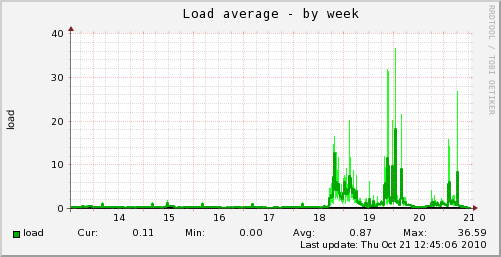 Load average - by week
RRDTOOL / TOBI OETIKER
load
40
30
20
10
0
14 15 16 17 18 19 20 21
load Cur: 0.11 Min: 0.00 Avg: 0.87 Max: 36.59
Last update: Thu Oct 21 12:45:06 2010